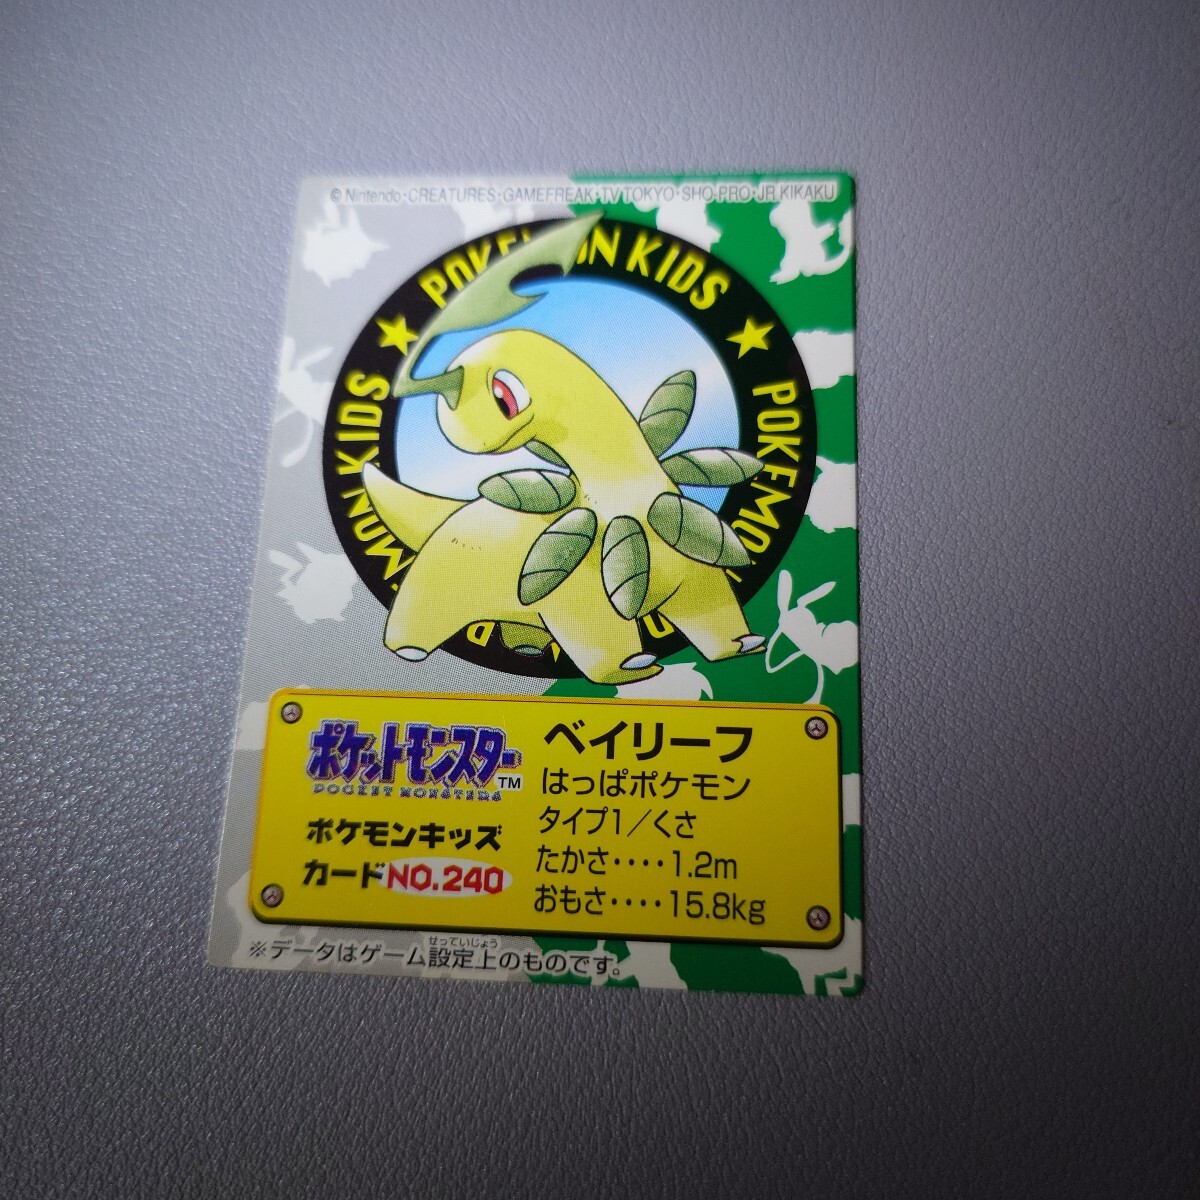 © Nintendo・CREATURES・GAMEFREAK・TV TOKYO・SHO-PRO・JR KIKAKU
KIDS
POKEMO
MON KIDS
ポケットモンスター™
POCKET MONSTERS
ポケモンキッズ
カードNO.240
ベイリーフ
はっぱポケモン
タイプ1／くさ
たかさ････1.2m
おもさ････15.8kg
せっていじょう
※データはゲーム設定上のものです。